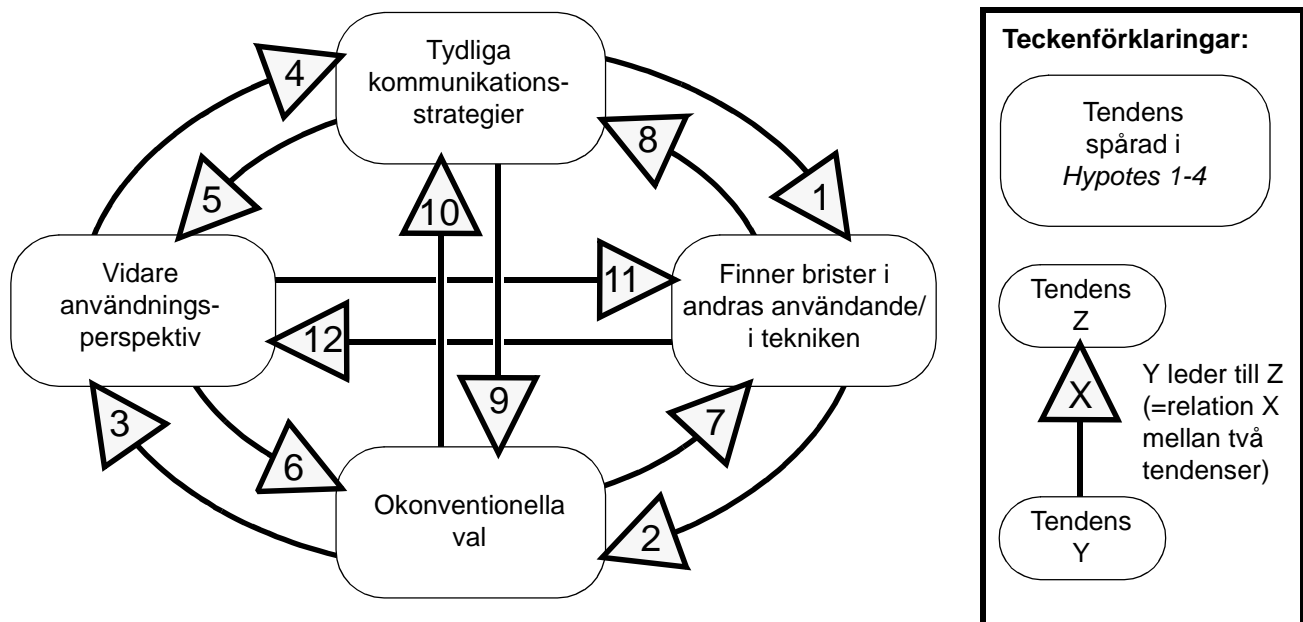 Tydliga
kommunikations-
strategier
4
8
1
5
10
Vidare
användnings-
perspektiv
11
Finner brister i
andras användande/
i tekniken
12
3
9
7
6
Okonventionella
val
2
Teckenförklaringar:
Tendens
spårad i
Hypotes 1-4
Tendens
Z
X
Y leder till Z
(=relation X
mellan två
tendenser)
Tendens
Y